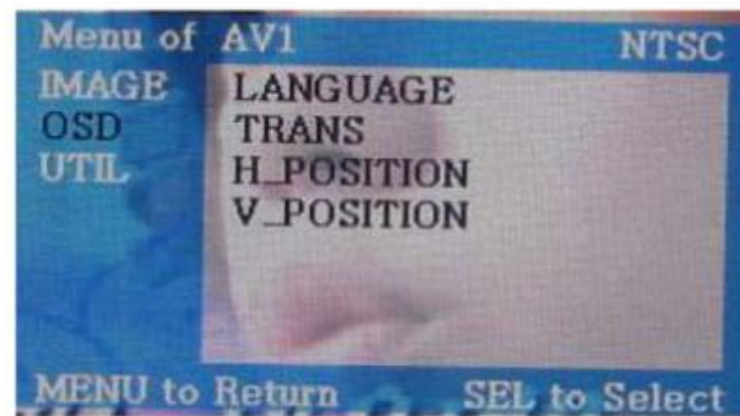 Menu of AV1 NTSC
IMAGE LANGUAGE
OSD TRANS
UTIL H_POSITION
V_POSITION
MENU to Return SEL to Select